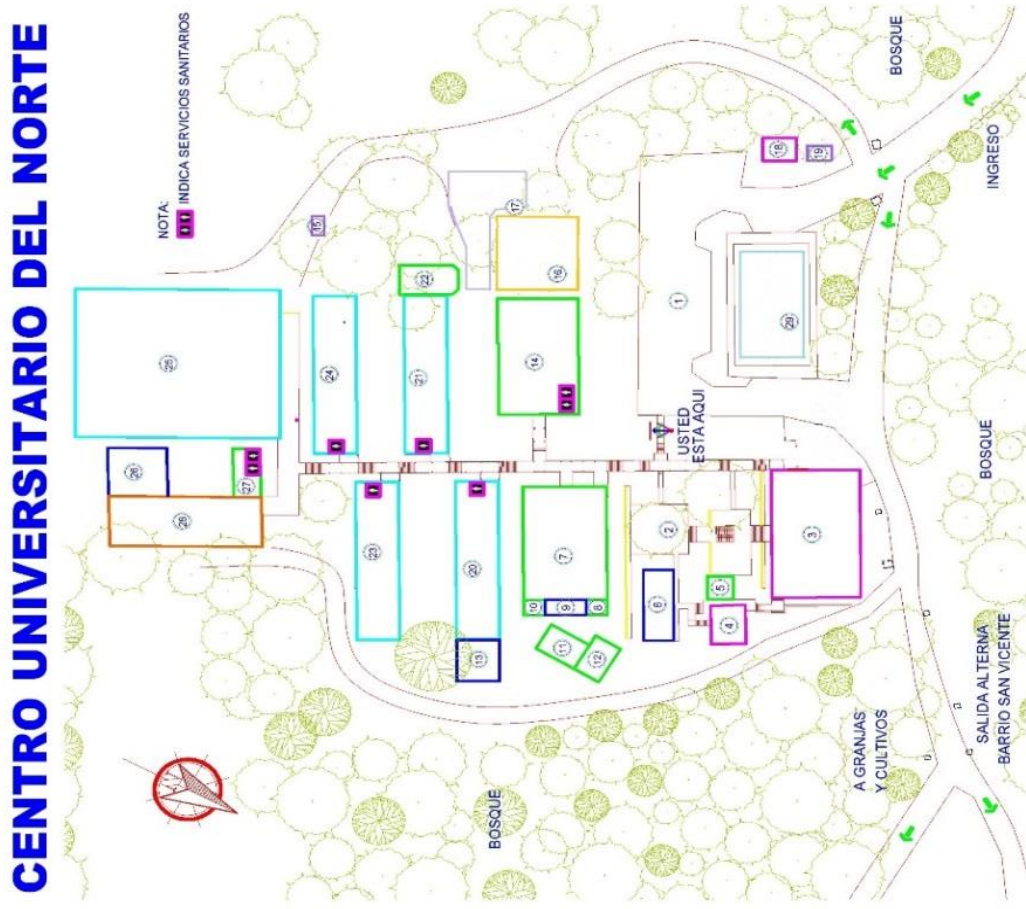 CENTRO UNIVERSITARIO DEL NORTE
NOTA:
INDICA SERVICIOS SANITARIOS
25
26
27
28
15
24
23
22
21
20
13
17
16
14
7
10
9
8
11
12
USTED
ESTA AQUI
1
2
6
5
4
3
29
18
19
BOSQUE
INGRESO
BOSQUE
BOSQUE
A GRANJAS
Y CULTIVOS
SALIDA ALTERNA
BARRIO SAN VICENTE